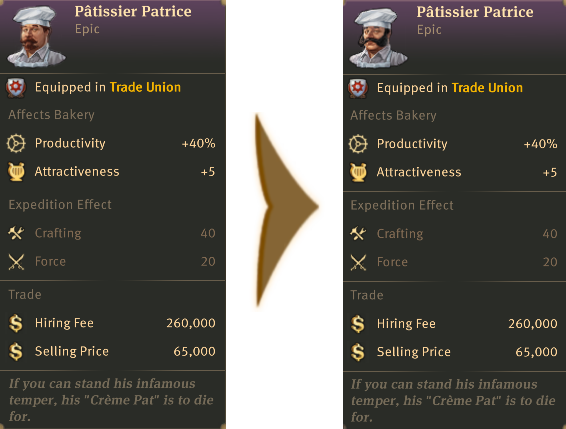 Pâtissier Patrice
Epic
Equipped in Trade Union
Affects Bakery
Productivity +40%
Attractiveness +5
Expedition Effect
Crafting 40
Force 20
Trade
Hiring Fee 260,000
Selling Price 65,000
If you can stand his infamous
temper, his "Crème Pat" is to die
for.
Pâtissier Patrice
Epic
Equipped in Trade Union
Affects Bakery
Productivity +40%
Attractiveness +5
Expedition Effect
Crafting 40
Force 20
Trade
Hiring Fee 260,000
Selling Price 65,000
If you can stand his infamous
temper, his "Crème Pat" is to die
for.